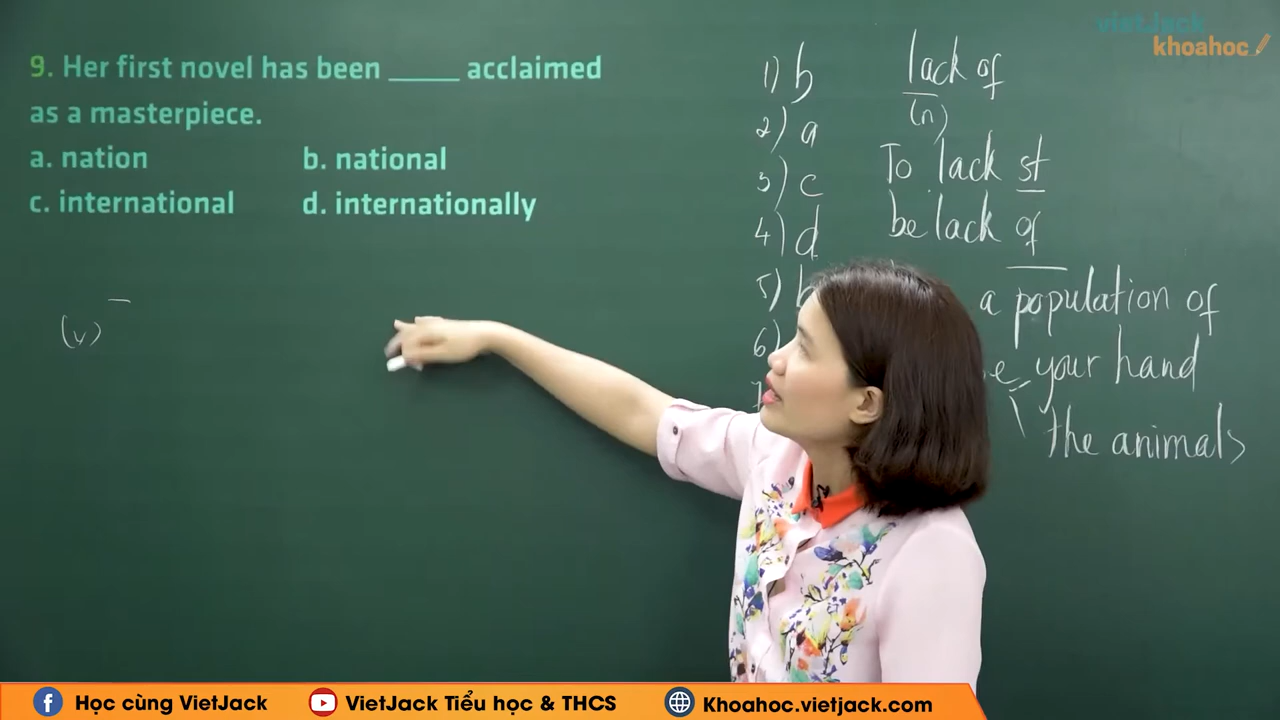 vietjack
khoahoc
9. Her first novel has been _____ acclaimed
as a masterpiece.
a. nation b. national
c. international d. internationally
(v)
1) b
2) a
3) c
4) d
5) b
6)
lack of
(n)
To lack st
be lack of
a population of
your hand
the animals
Học cùng VietJack
VietJack Tiểu học & THCS
Khoahoc.vietjack.com